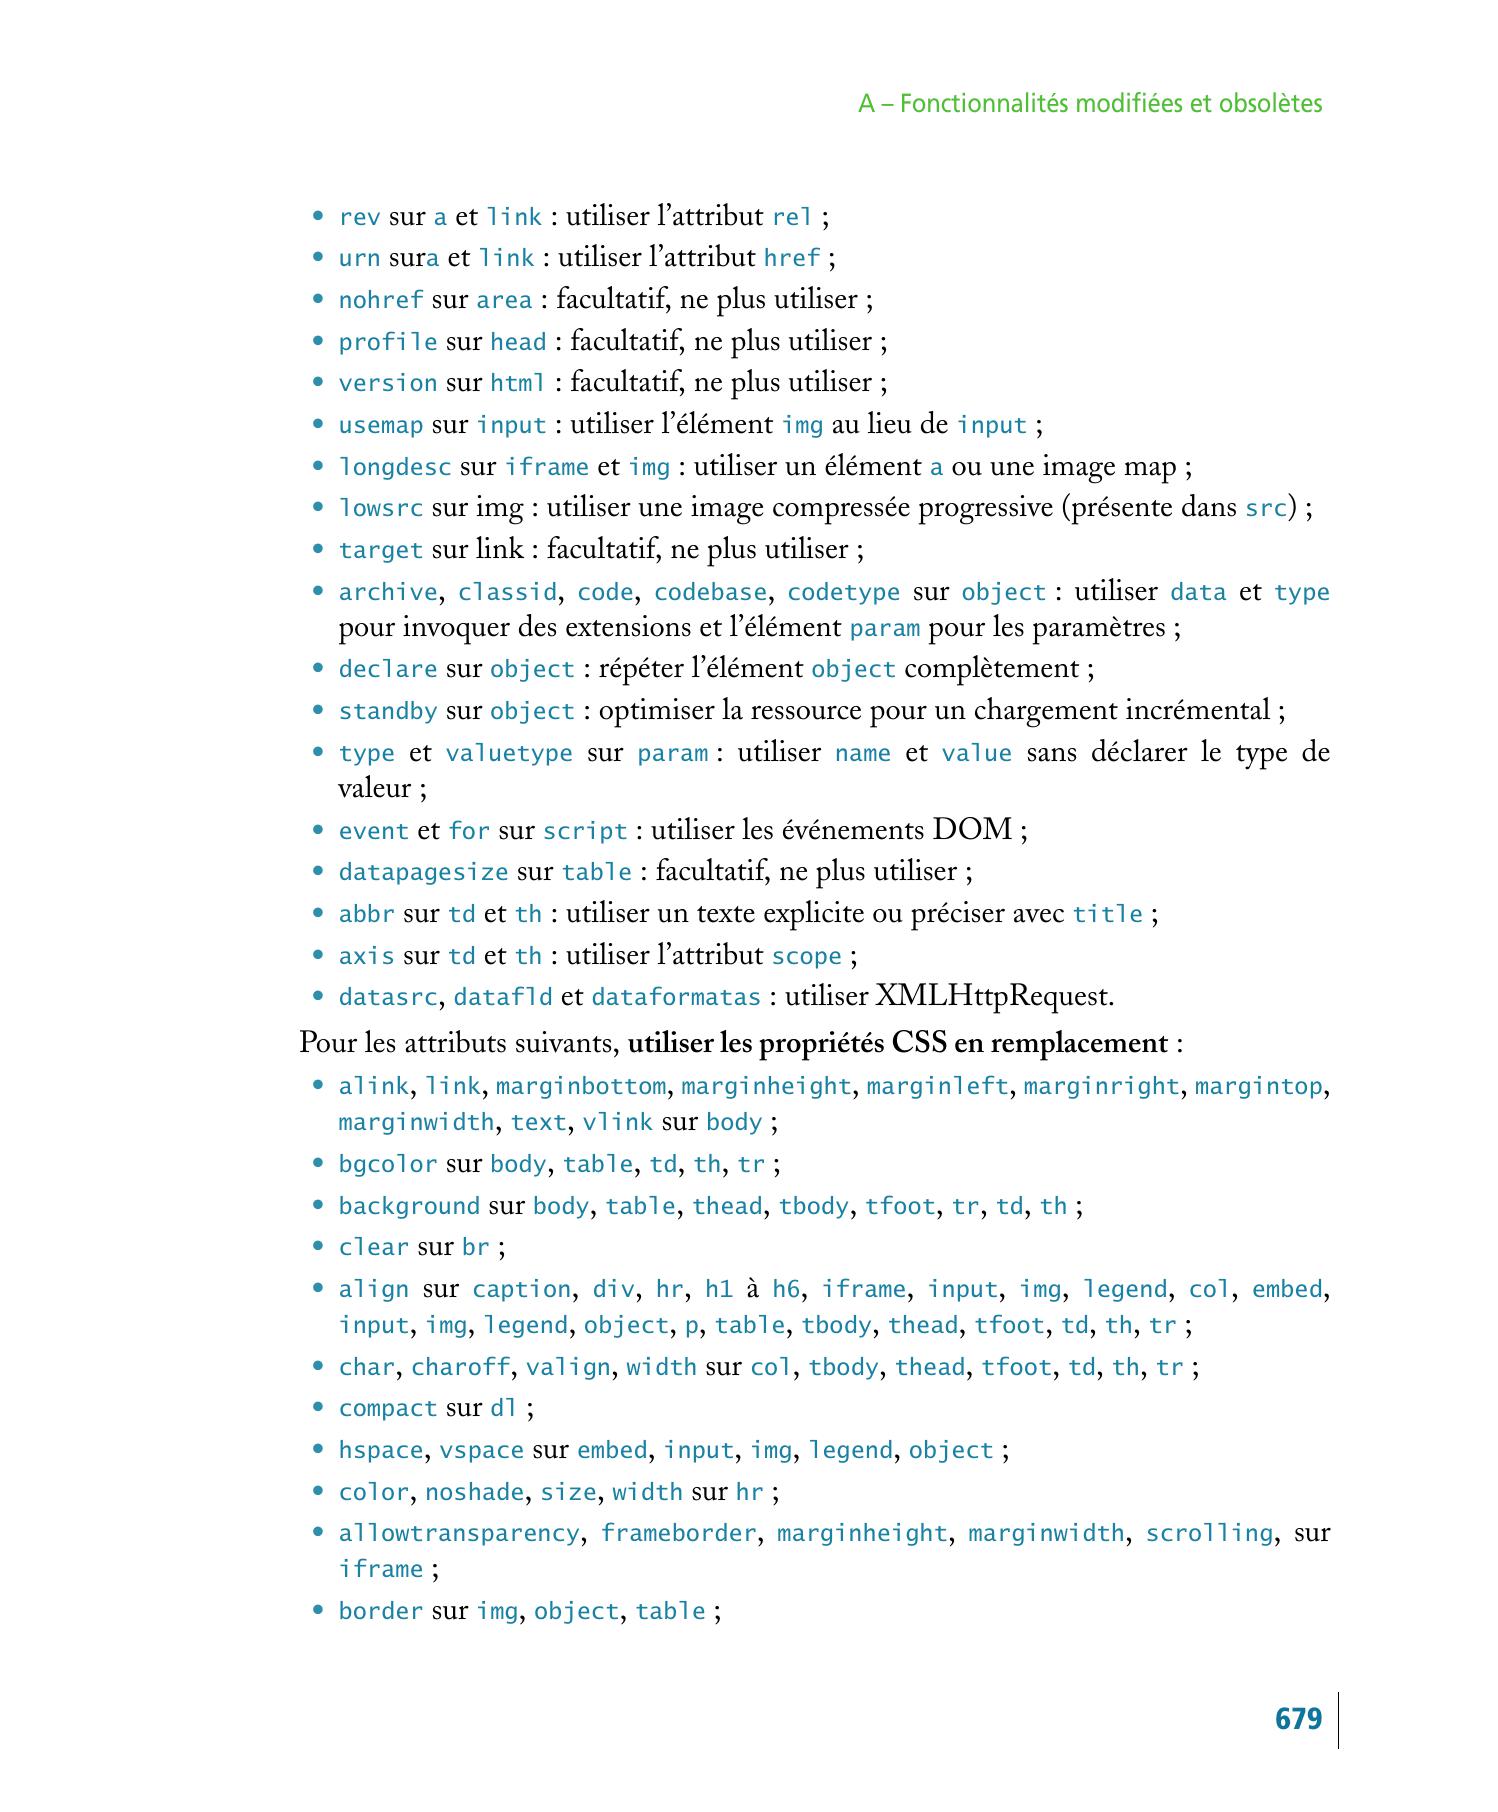 A – Fonctionnalités modifiées et obsolètes
• rev sur a et link : utiliser l’attribut rel ;
• urn sura et link : utiliser l’attribut href ;
• nohref sur area : facultatif, ne plus utiliser ;
• profile sur head : facultatif, ne plus utiliser ;
• version sur html : facultatif, ne plus utiliser ;
• usemap sur input : utiliser l’élément img au lieu de input ;
• longdesc sur iframe et img : utiliser un élément a ou une image map ;
• lowsrc sur img : utiliser une image compressée progressive (présente dans src) ;
• target sur link : facultatif, ne plus utiliser ;
• archive, classid, code, codebase, codetype sur object : utiliser data et type
pour invoquer des extensions et l’élément param pour les paramètres ;
• declare sur object : répéter l’élément object complètement ;
• standby sur object : optimiser la ressource pour un chargement incrémental ;
• type et valuetype sur param : utiliser name et value sans déclarer le type de
valeur ;
• event et for sur script : utiliser les événements DOM ;
• datapagesize sur table : facultatif, ne plus utiliser ;
• abbr sur td et th : utiliser un texte explicite ou préciser avec title ;
• axis sur td et th : utiliser l’attribut scope ;
• datasrc, datafld et dataformatas : utiliser XMLHttpRequest.
Pour les attributs suivants, utiliser les propriétés CSS en remplacement :
• alink, link, marginbottom, marginheight, marginleft, marginright, margintop,
marginwidth, text, vlink sur body ;
• bgcolor sur body, table, td, th, tr ;
• background sur body, table, thead, tbody, tfoot, tr, td, th ;
• clear sur br ;
• align sur caption, div, hr, h1 à h6, iframe, input, img, legend, col, embed,
input, img, legend, object, p, table, tbody, thead, tfoot, td, th, tr ;
• char, charoff, valign, width sur col, tbody, thead, tfoot, td, th, tr ;
• compact sur dl ;
• hspace, vspace sur embed, input, img, legend, object ;
• color, noshade, size, width sur hr ;
• allowtransparency, frameborder, marginheight, marginwidth, scrolling, sur
iframe ;
• border sur img, object, table ;
679